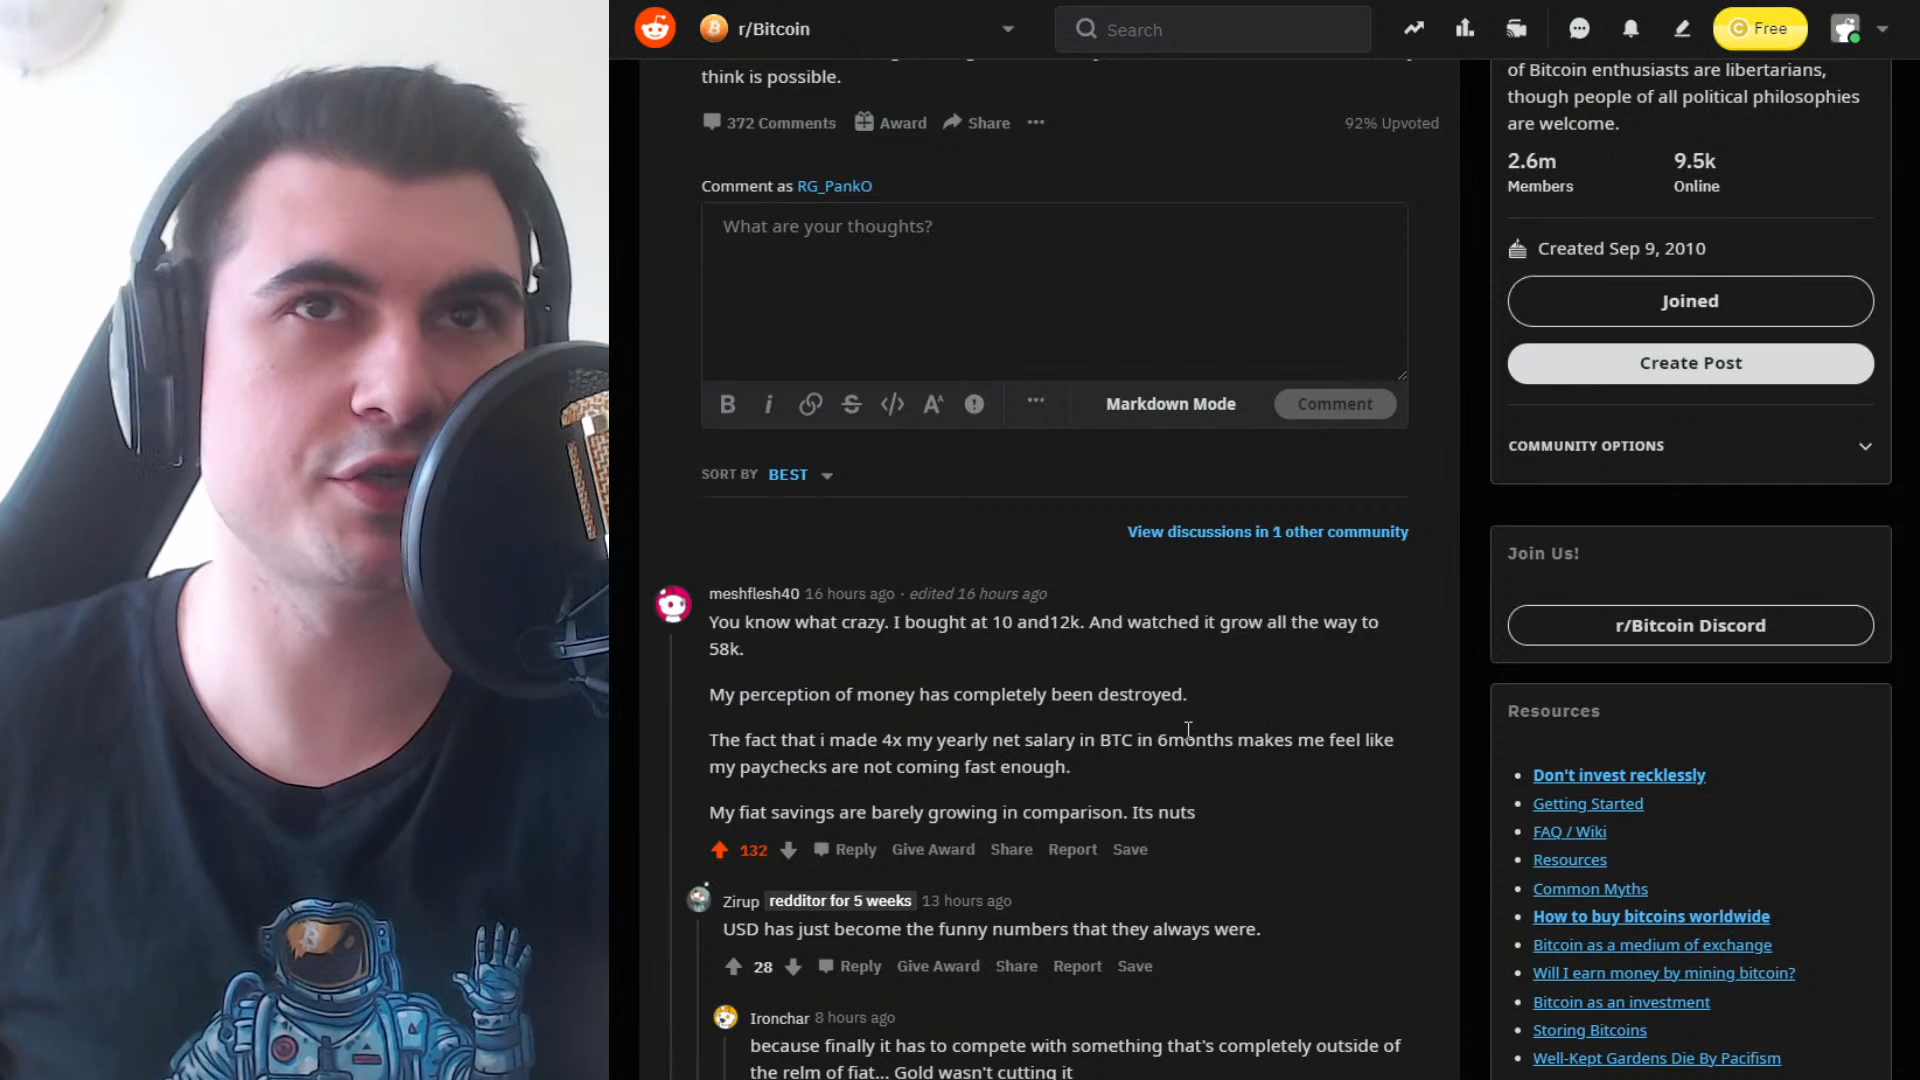 r/Bitcoin
Search
Free
think is possible.
372 Comments Award Share ...
92% Upvoted
Comment as RG_PankO
What are your thoughts?
B i A ...
Markdown Mode
Comment
SORT BY BEST
View discussions in 1 other community
meshflesh40 16 hours ago · edited 16 hours ago
You know what crazy. I bought at 10 and12k. And watched it grow all the way to
58k.
My perception of money has completely been destroyed.
The fact that i made 4x my yearly net salary in BTC in 6months makes me feel like
my paychecks are not coming fast enough.
My fiat savings are barely growing in comparison. Its nuts
132 Reply Give Award Share Report Save
Zirup redditor for 5 weeks 13 hours ago
USD has just become the funny numbers that they always were.
28 Reply Give Award Share Report Save
Ironchar 8 hours ago
because finally it has to compete with something that's completely outside of
the relm of fiat... Gold wasn't cutting it
of Bitcoin enthusiasts are libertarians,
though people of all political philosophies
are welcome.
2.6m 9.5k
Members Online
Created Sep 9, 2010
Joined
Create Post
COMMUNITY OPTIONS
Join Us!
r/Bitcoin Discord
Resources
Don't invest recklessly
Getting Started
FAQ / Wiki
Resources
Common Myths
How to buy bitcoins worldwide
Bitcoin as a medium of exchange
Will I earn money by mining bitcoin?
Bitcoin as an investment
Storing Bitcoins
Well-Kept Gardens Die By Pacifism